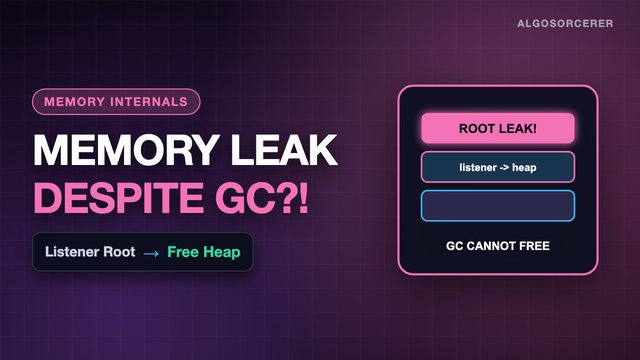 ALGOSORCERER
MEMORY INTERNALS
MEMORY LEAK
DESPITE GC?!
Listener Root → Free Heap
ROOT LEAK!
listener -> heap
GC CANNOT FREE